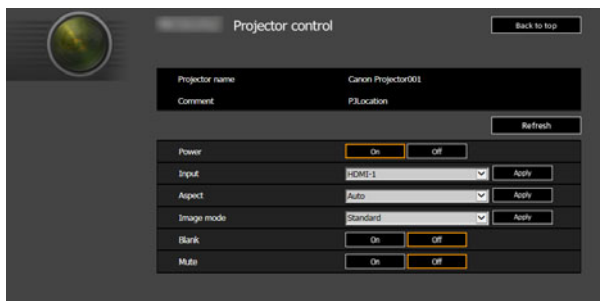 Projector control Back to top
Projector name Canon Projector001
Comment PJLocation
Refresh
Power On Off
Input HDMI-1 Apply
Aspect Auto Apply
Image mode Standard Apply
Blank On Off
Mute On Off